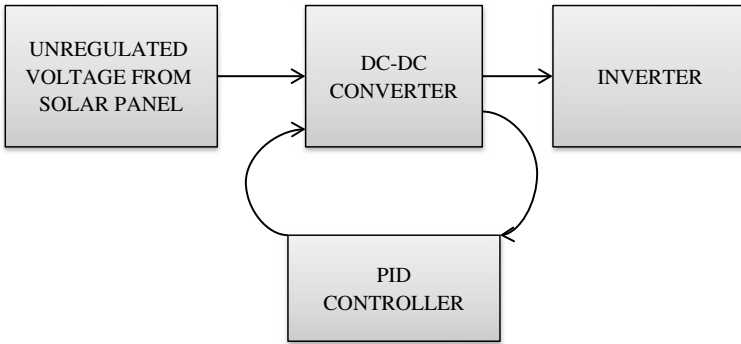 UNREGULATED
VOLTAGE FROM
SOLAR PANEL
DC-DC
CONVERTER
INVERTER
PID
CONTROLLER